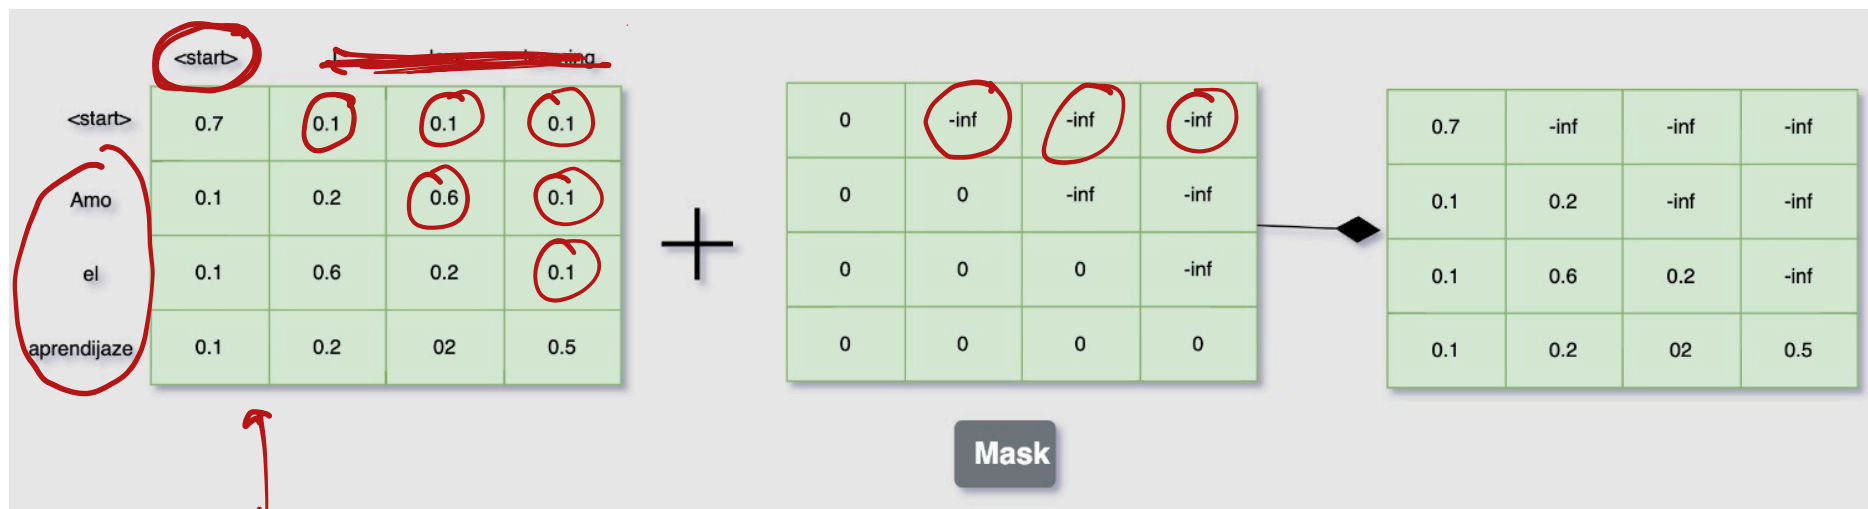 <start>
<start> 0.7 0.1 0.1 0.1
Amo 0.1 0.2 0.6 0.1
el 0.1 0.6 0.2 0.1
aprendijaze 0.1 0.2 02 0.5
0 -inf -inf -inf
0 0 -inf -inf
0 0 0 -inf
0 0 0 0
Mask
0.7 -inf -inf -inf
0.1 0.2 -inf -inf
0.1 0.6 0.2 -inf
0.1 0.2 02 0.5